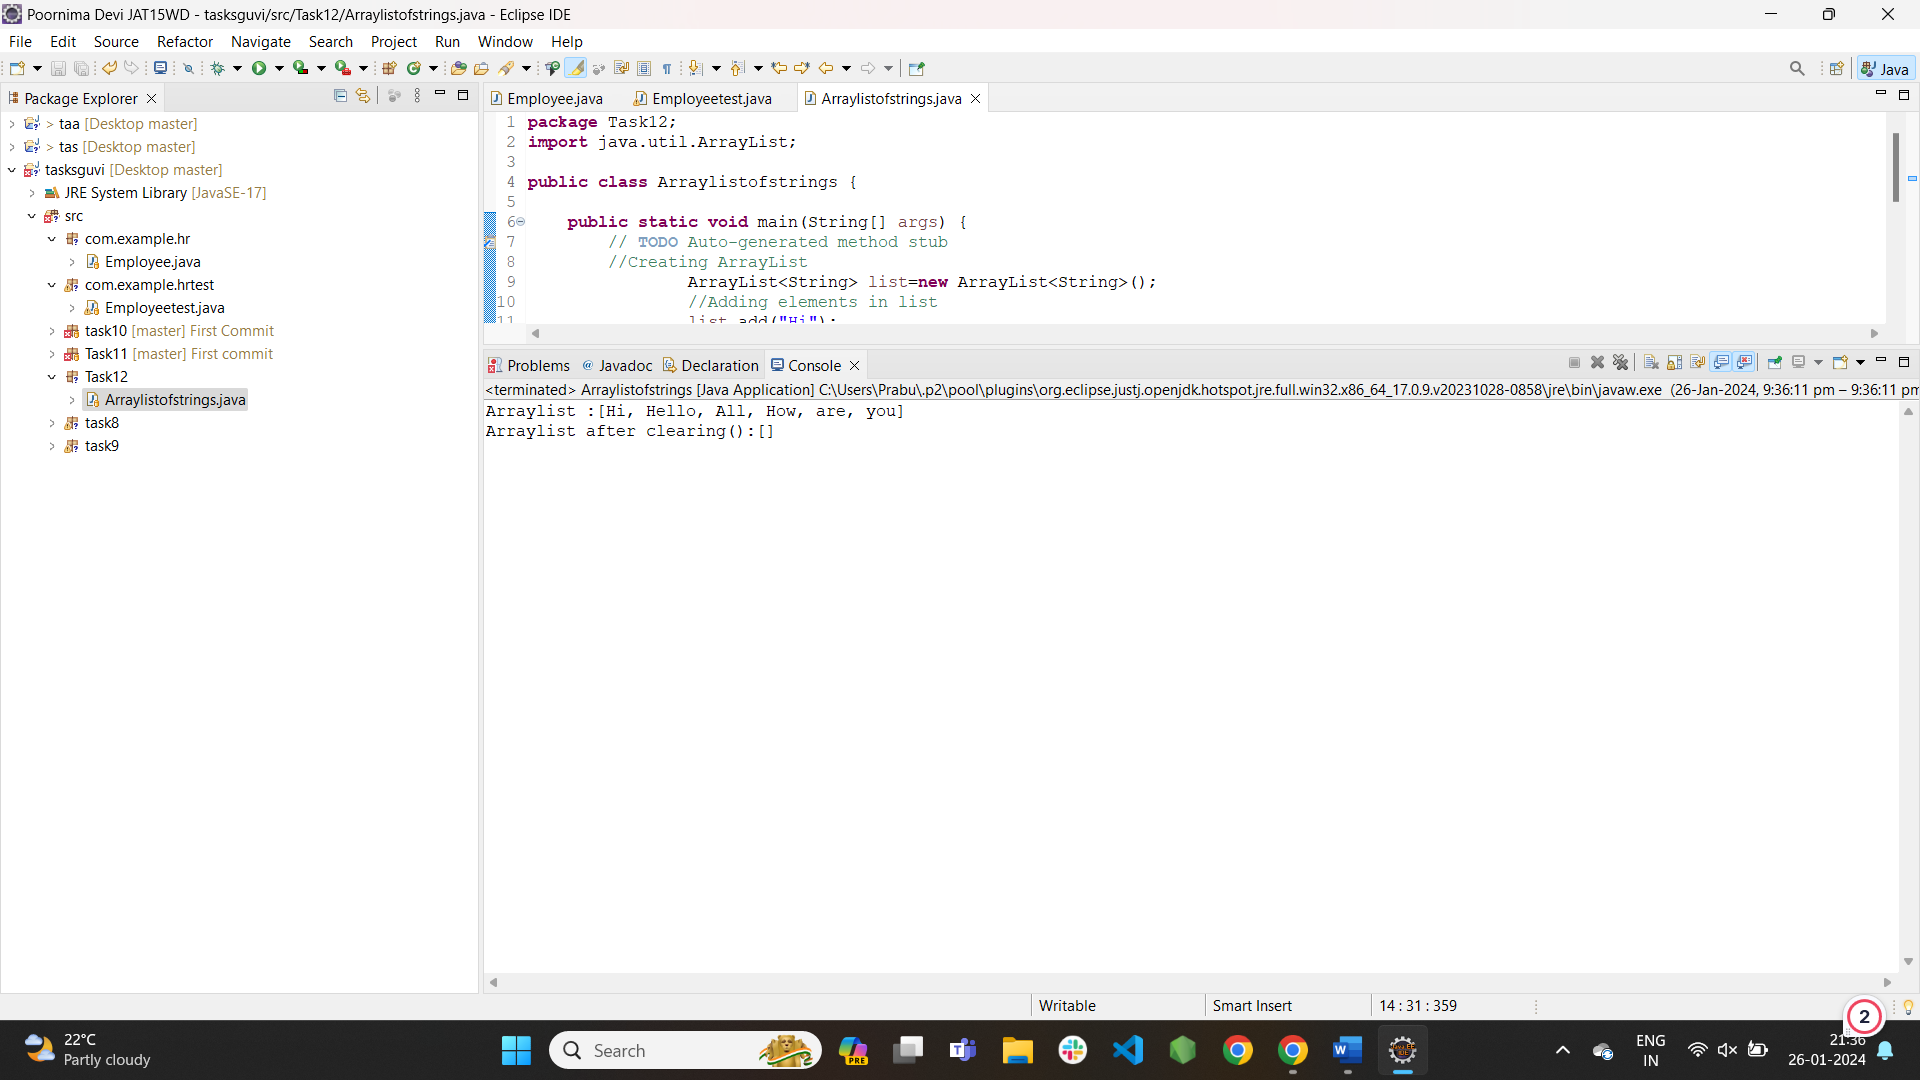 Poornima Devi JAT15WD - tasksguvi/src/Task12/Arraylistofstrings.java - Eclipse IDE
File Edit Source Refactor Navigate Search Project Run Window Help
Java
Package Explorer
> taa [Desktop master]
> tas [Desktop master]
tasksguvi [Desktop master]
JRE System Library [JavaSE-17]
src
com.example.hr
Employee.java
com.example.hrtest
Employeetest.java
task10 [master] First Commit
Task11 [master] First commit
Task12
Arraylistofstrings.java
task8
task9
Employee.java Employeetest.java Arraylistofstrings.java
1 package Task12;
2 import java.util.ArrayList;
3
4 public class Arraylistofstrings {
5
6 public static void main(String[] args) {
7 // TODO Auto-generated method stub
8 //Creating ArrayList
9 ArrayList<String> list=new ArrayList<String>();
10 //Adding elements in list
11 list.add("Hi");
Problems @ Javadoc Declaration Console
<terminated> Arraylistofstrings [Java Application] C:\Users\Prabu\.p2\pool\plugins\org.eclipse.justj.openjdk.hotspot.jre.full.win32.x86_64_17.0.9.v20231028-0858\jre\bin\javaw.exe (26-Jan-2024, 9:36:11 pm – 9:36:11 pm
Arraylist :[Hi, Hello, All, How, are, you]
Arraylist after clearing():[]
Writable Smart Insert 14 : 31 : 359
2
22°C
Partly cloudy
Search
PRE
ENG
IN
21:36
26-01-2024